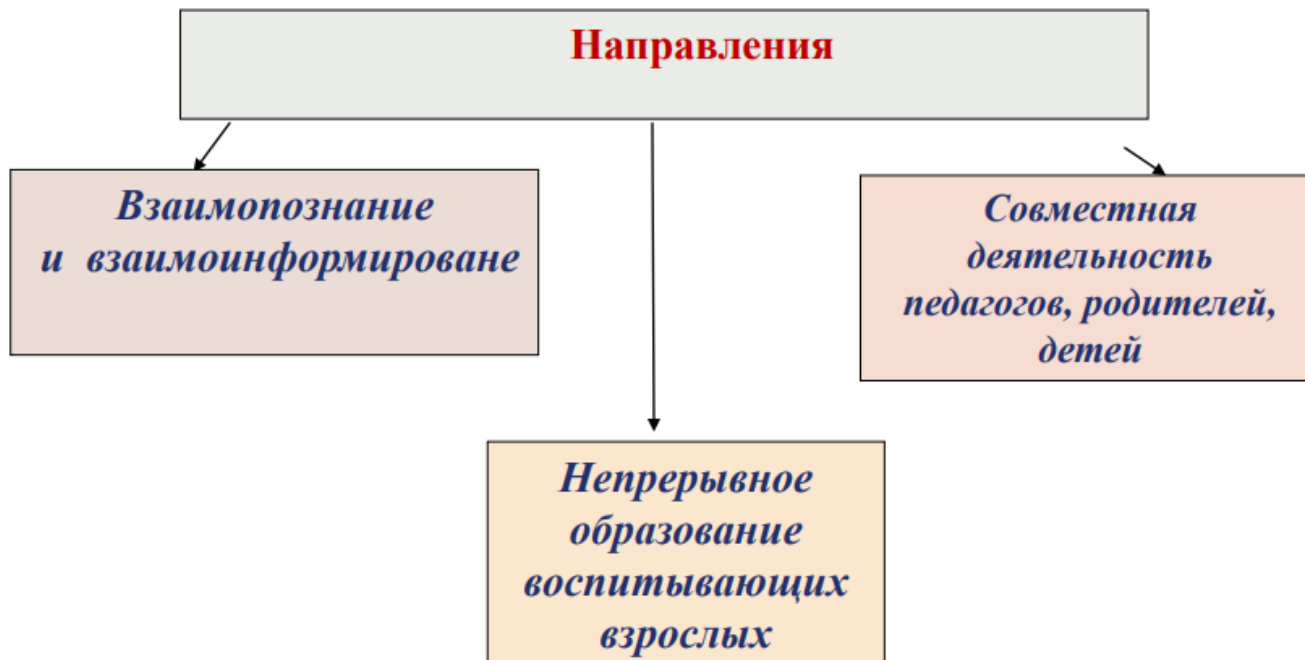 Направления
Взаимопознание
и взаимоинформироване
Совместная
деятельность
педагогов, родителей,
детей
Непрерывное
образование
воспитывающих
взрослых